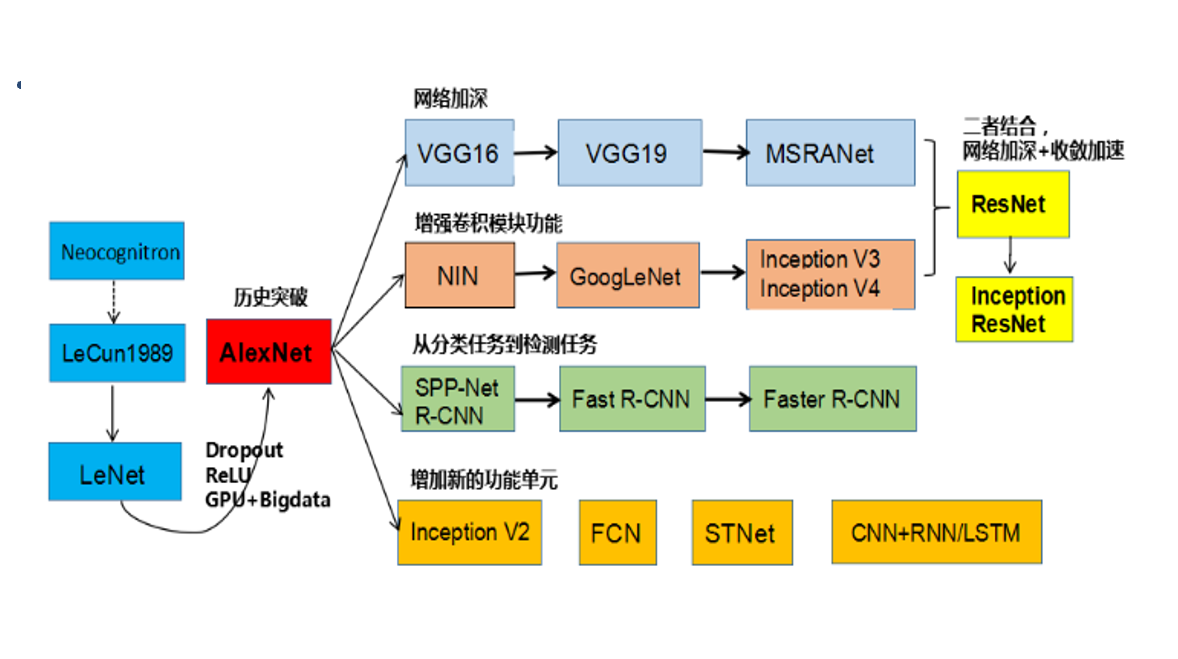 Neocognitron
LeCun1989
LeNet
Dropout
ReLU
GPU+Bigdata
历史突破
AlexNet
网络加深
VGG16
VGG19
MSRANet
增强卷积模块功能
NIN
GoogLeNet
Inception V3
Inception V4
从分类任务到检测任务
SPP-Net
R-CNN
Fast R-CNN
Faster R-CNN
增加新的功能单元
Inception V2
FCN
STNet
CNN+RNN/LSTM
二者结合，
网络加深+收敛加速
ResNet
Inception
ResNet